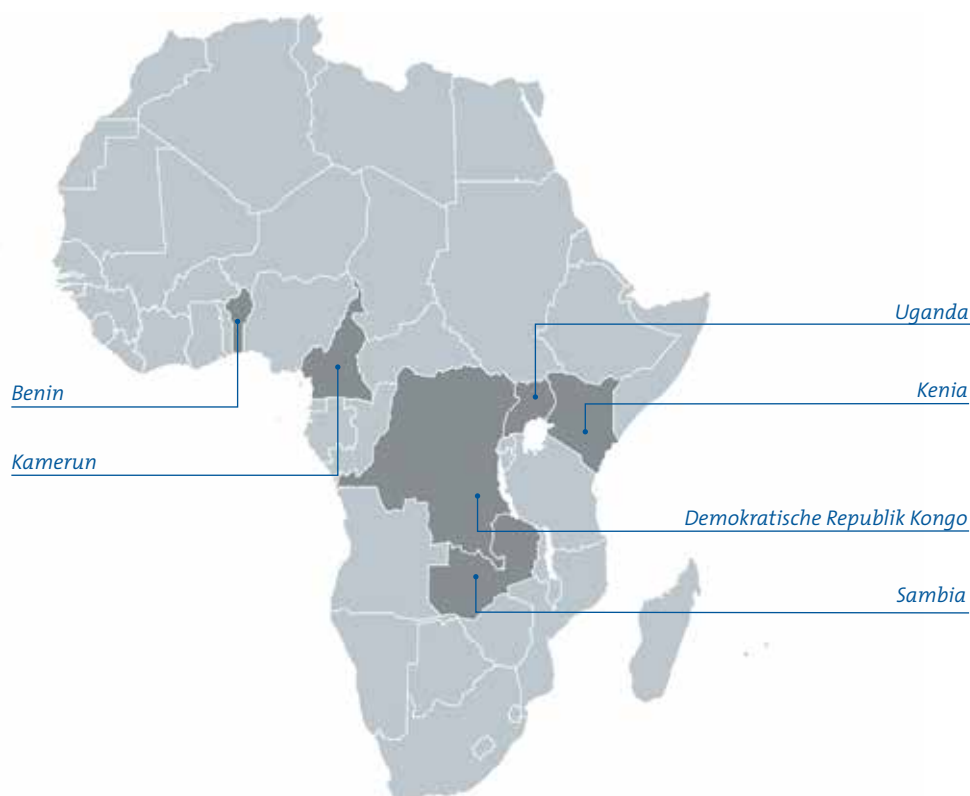 Uganda
Benin
Kenia
Kamerun
Demokratische Republik Kongo
Sambia